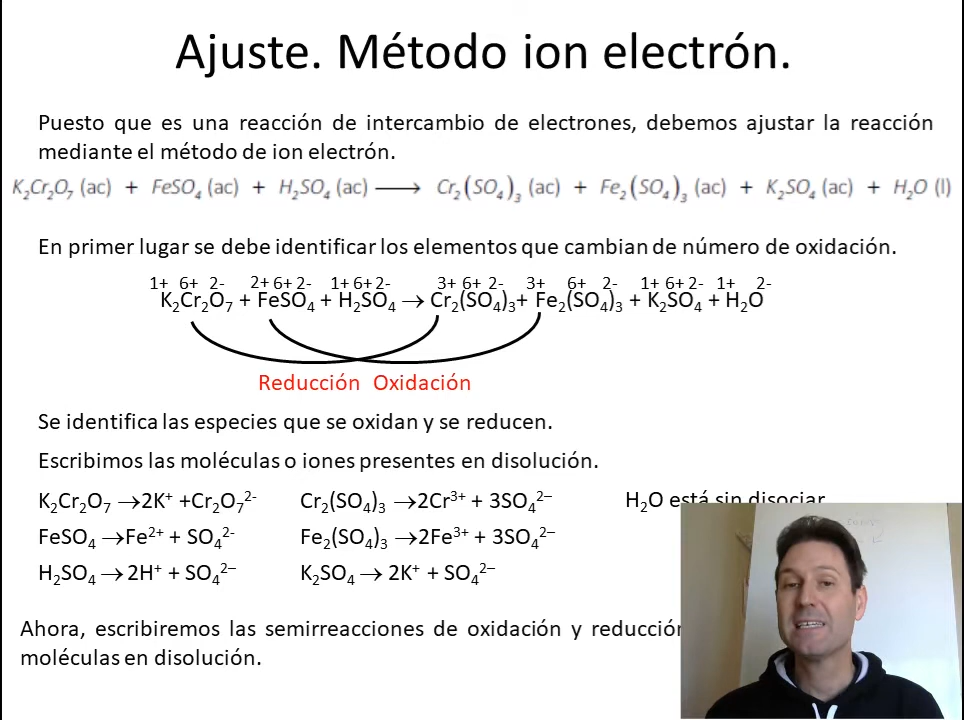 Ajuste. Método ion electrón.
Puesto que es una reacción de intercambio de electrones, debemos ajustar la reacción
mediante el método de ion electrón.
K₂Cr₂O₇ (ac) + FeSO₄ (ac) + H₂SO₄ (ac) ⟶ Cr₂(SO₄)₃ (ac) + Fe₂(SO₄)₃ (ac) + K₂SO₄ (ac) + H₂O (l)
En primer lugar se debe identificar los elementos que cambian de número de oxidación.
1+ 6+ 2- 2+ 6+ 2- 1+ 6+ 2- 3+ 6+ 2- 3+ 6+ 2- 1+ 6+ 2- 1+ 2-
K₂Cr₂O₇ + FeSO₄ + H₂SO₄ → Cr₂(SO₄)₃+ Fe₂(SO₄)₃ + K₂SO₄ + H₂O
Reducción Oxidación
Se identifica las especies que se oxidan y se reducen.
Escribimos las moléculas o iones presentes en disolución.
K₂Cr₂O₇ →2K⁺ +Cr₂O₇²⁻ Cr₂(SO₄)₃ →2Cr³⁺ + 3SO₄²⁻ H₂O está sin disociar
FeSO₄ →Fe²⁺ + SO₄²⁻ Fe₂(SO₄)₃ →2Fe³⁺ + 3SO₄²⁻
H₂SO₄ → 2H⁺ + SO₄²⁻ K₂SO₄ → 2K⁺ + SO₄²⁻
Ahora, escribiremos las semirreacciones de oxidación y reducción
moléculas en disolución.